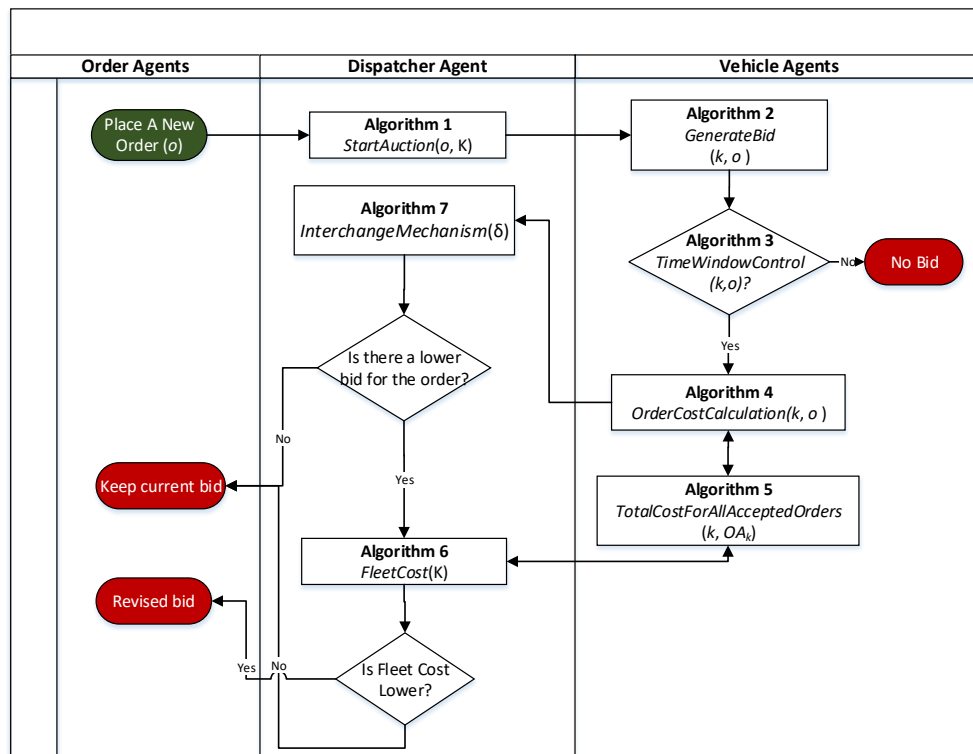 Order Agents
Dispatcher Agent
Vehicle Agents
Place A New
Order (o)
Algorithm 1
StartAuction(o, K)
Algorithm 2
GenerateBid
(k, o )
Algorithm 7
InterchangeMechanism(δ)
Algorithm 3
TimeWindowControl
(k,o)?
No
No Bid
Yes
Is there a lower
bid for the order?
Algorithm 4
OrderCostCalculation(k, o )
No
Yes
Keep current bid
Algorithm 5
TotalCostForAllAcceptedOrders
(k, OAk)
Algorithm 6
FleetCost(K)
Revised bid
Yes
No
Is Fleet Cost
Lower?